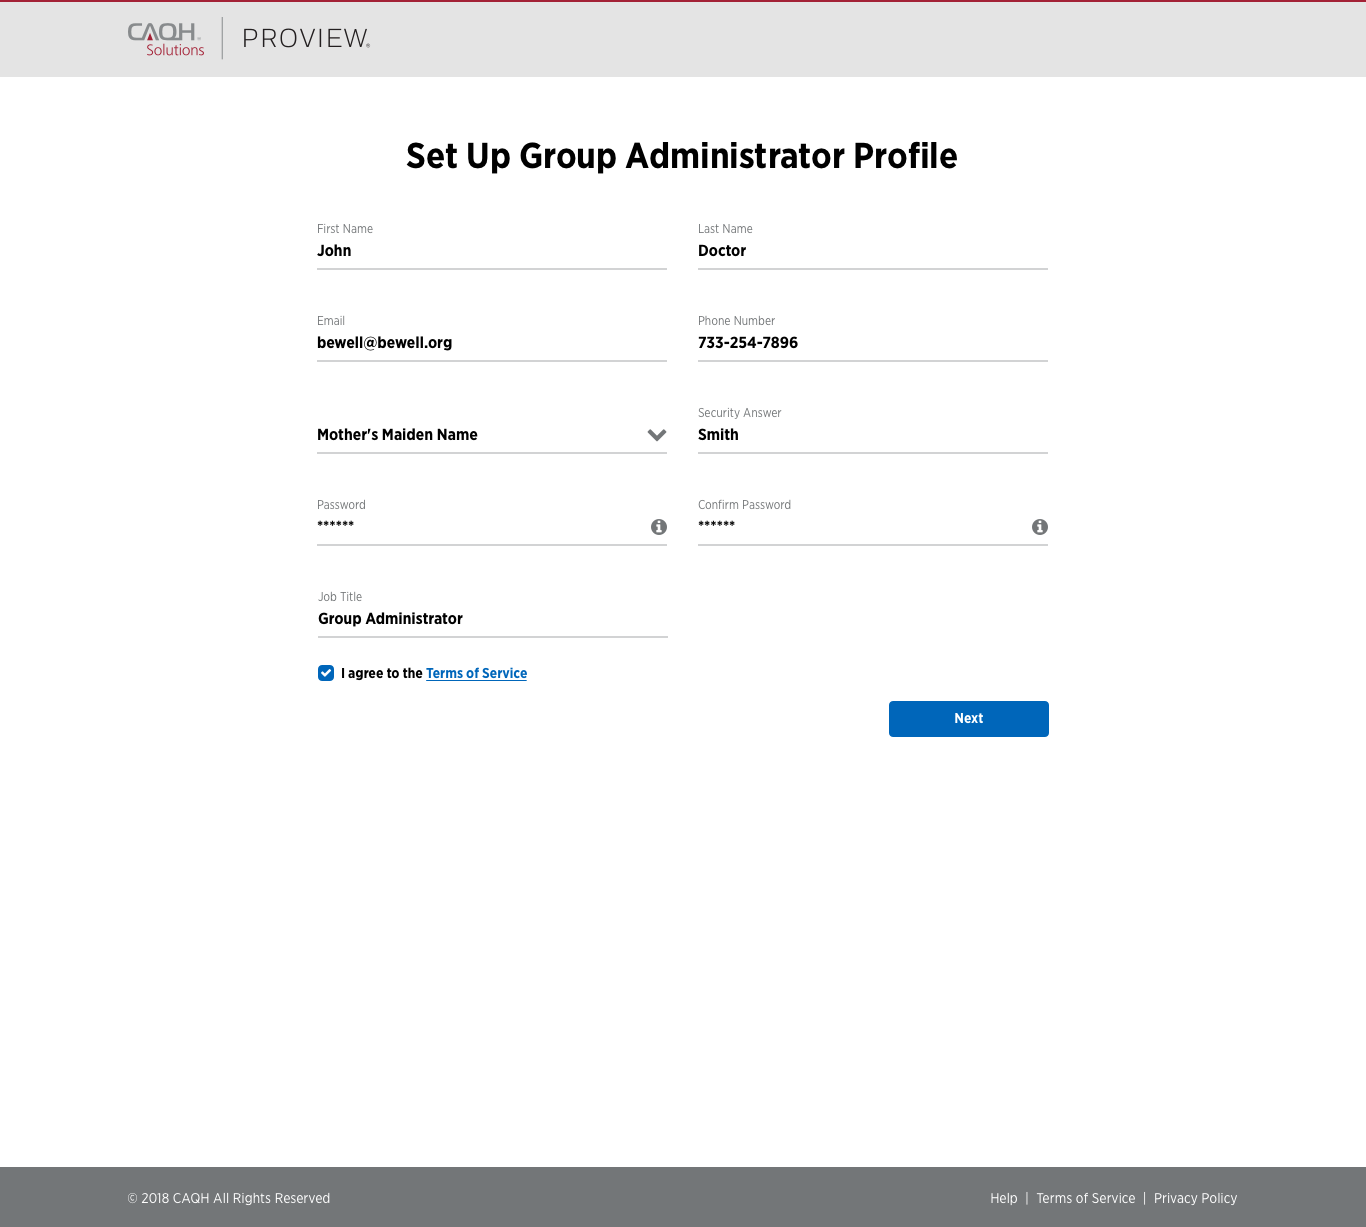 CAQH
Solutions
PROVIEW®
Set Up Group Administrator Profile
First Name
John
Last Name
Doctor
Email
bewell@bewell.org
Phone Number
733-254-7896
Mother's Maiden Name
Security Answer
Smith
Password
******
Confirm Password
******
Job Title
Group Administrator
I agree to the Terms of Service
Next
© 2018 CAQH All Rights Reserved
Help | Terms of Service | Privacy Policy